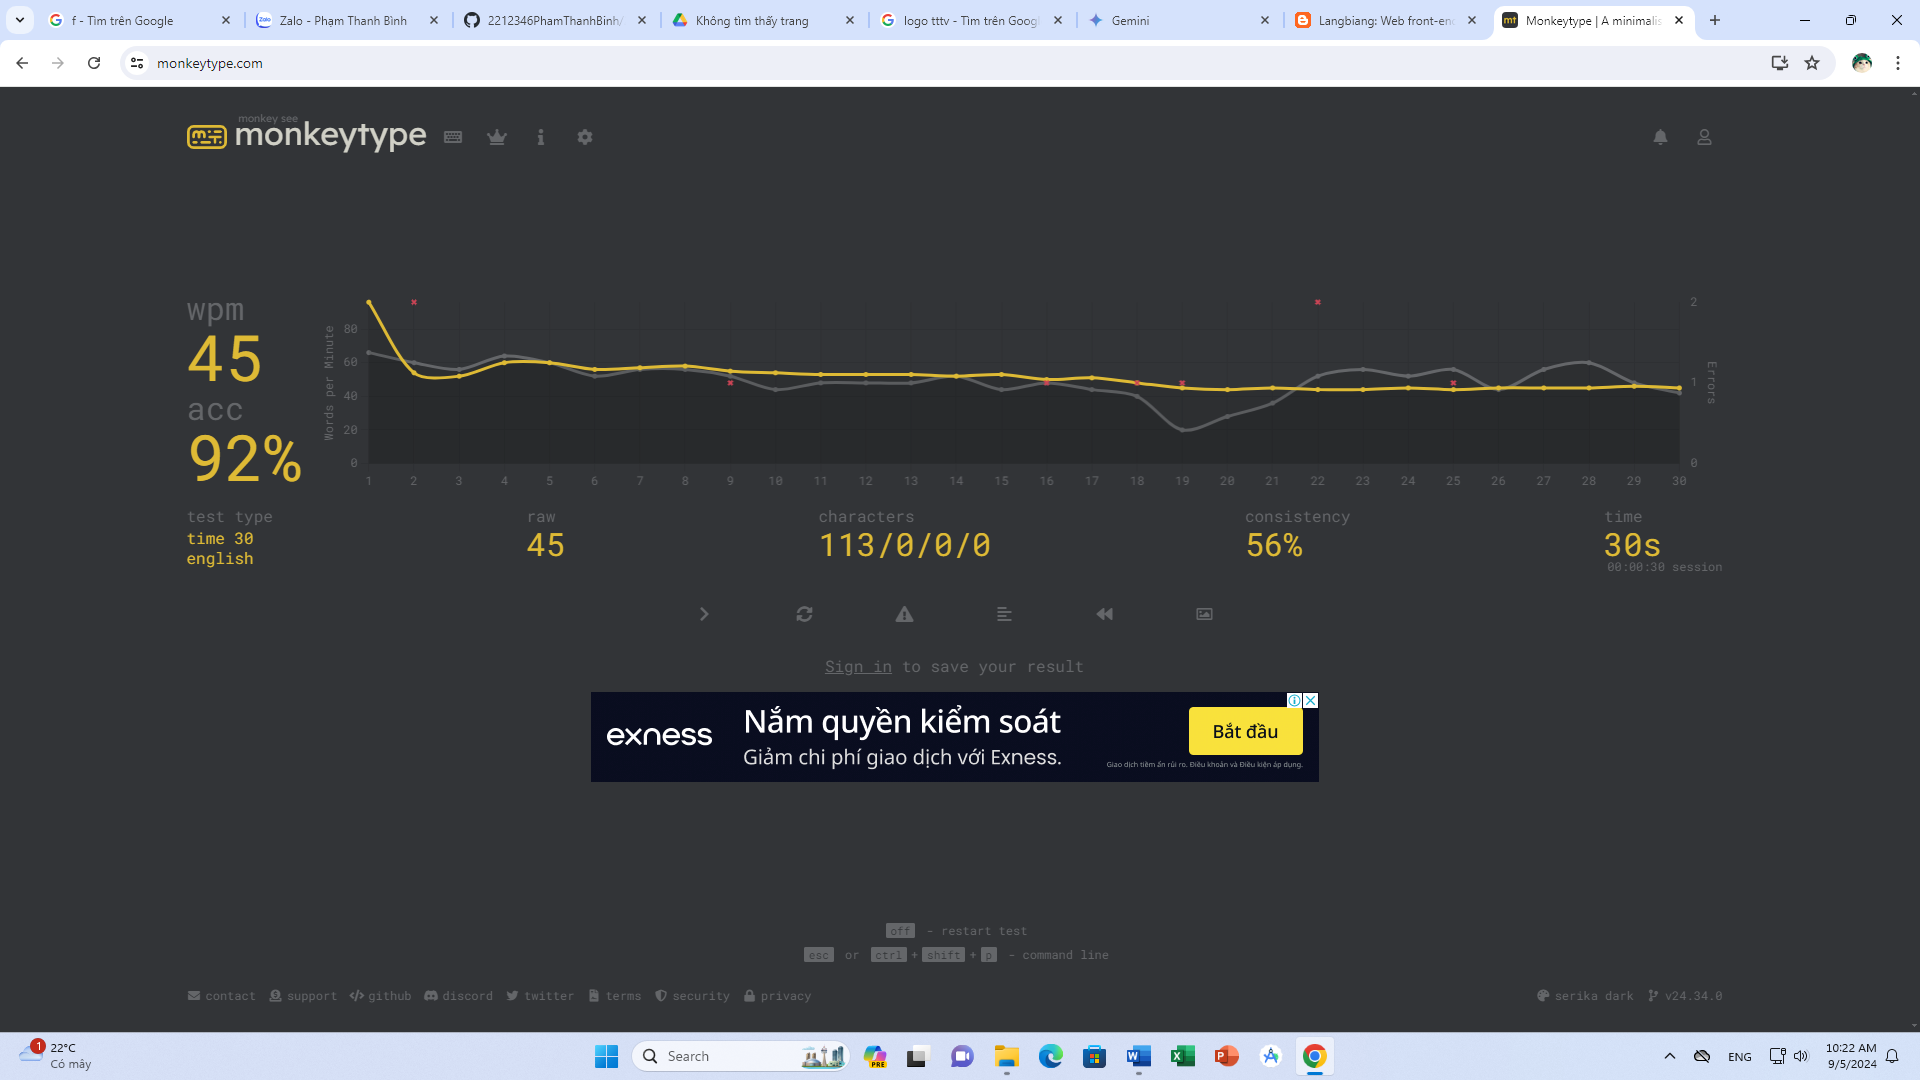 f - Tìm trên Google
Zalo - Phạm Thanh Bình
2212346PhamThanhBinh/
Không tìm thấy trang
logo tttv - Tìm trên Goog
Gemini
Langbiang: Web front-en
Monkeytype | A minimalis
monkeytype.com
monkey see
monkeytype
wpm
45
acc
92%
Words per Minute
80
60
40
20
0
2
1
0
Errors
1 2 3 4 5 6 7 8 9 10 11 12 13 14 15 16 17 18 19 20 21 22 23 24 25 26 27 28 29 30
test type
time 30
english
raw
45
characters
113/0/0/0
consistency
56%
time
30s
00:00:30 session
Sign in to save your result
exness
Nắm quyền kiểm soát
Giảm chi phí giao dịch với Exness.
Bắt đầu
Giao dịch tiềm ẩn rủi ro. Điều khoản và Điều kiện áp dụng.
off - restart test
esc or ctrl + shift + p - command line
contact support github discord twitter terms security privacy
serika dark v24.34.0
1
22°C
Có mây
Search
PRE
ENG
10:22 AM
9/5/2024